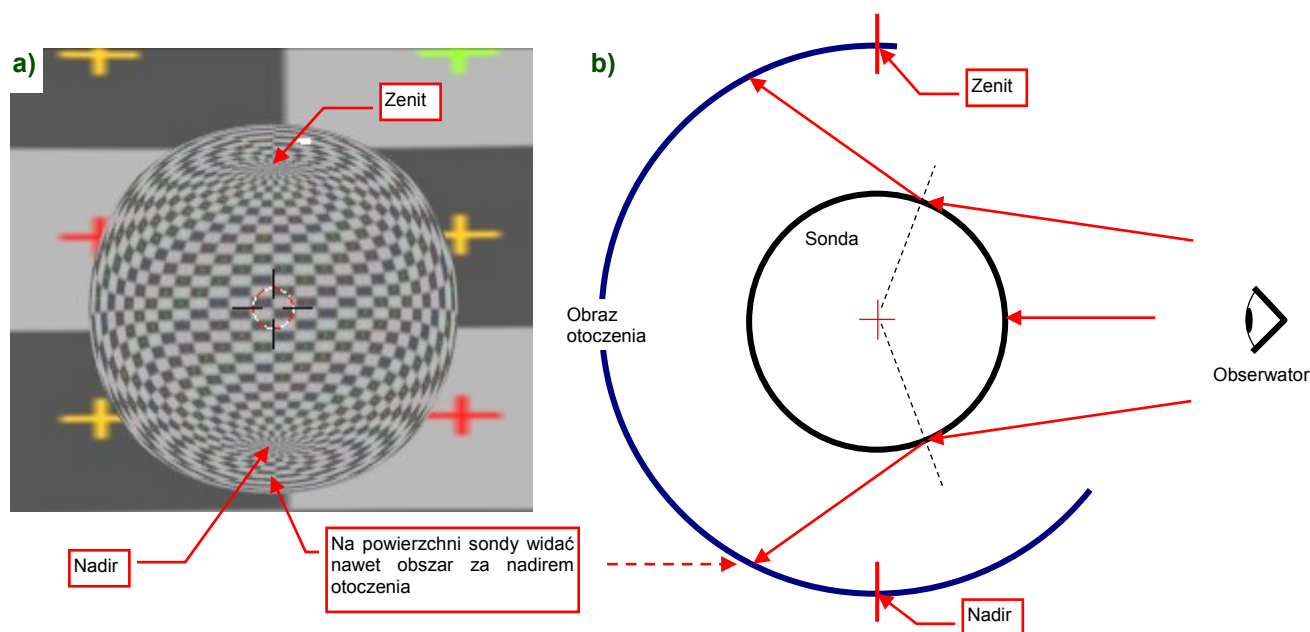 a)
Zenit
Nadir
Na powierzchni sondy widać
nawet obszar za nadirem
otoczenia
b)
Zenit
Sonda
Obraz
otoczenia
Obserwator
Nadir